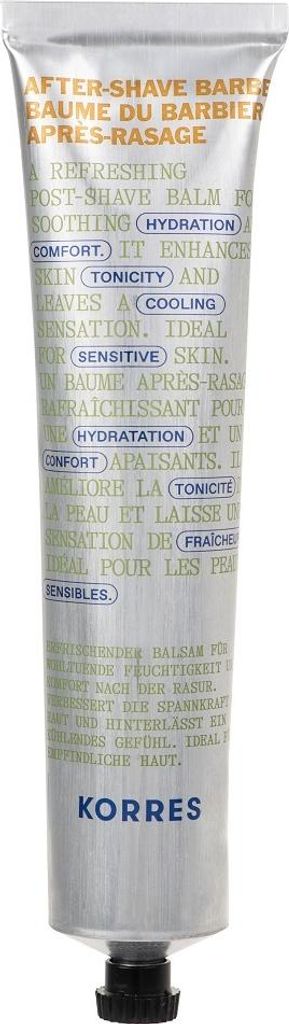 AFTER-SHAVE BARBE
BAUME DU BARBIER
APRÈS-RASAGE
A REFRESHING
POST-SHAVE BALM FO
SOOTHING HYDRATION A
COMFORT. IT ENHANCES
SKIN TONICITY AND
LEAVES A COOLING
SENSATION. IDEAL
FOR SENSITIVE SKIN.
UN BAUME APRÈS-RASAG
RAFRAÎCHISSANT POUR
UNE HYDRATATION ET UN
CONFORT APAISANTS. IL
AMÉLIORE LA TONICITÉ
LA PEAU ET LAISSE UN
SENSATION DE FRAÎCHEU
IDÉAL POUR LES PEAU
SENSIBLES.
ERFRISCHENDER BALSAM FÜR
WOHLTUENDE FEUCHTIGKEIT U
KOMFORT NACH DER RASUR.
VERBESSERT DIE SPANNKRAFT
HAUT UND HINTERLÄSST EIN
KÜHLENDES GEFÜHL. IDEAL F
EMPFINDLICHE HAUT.
KORRES